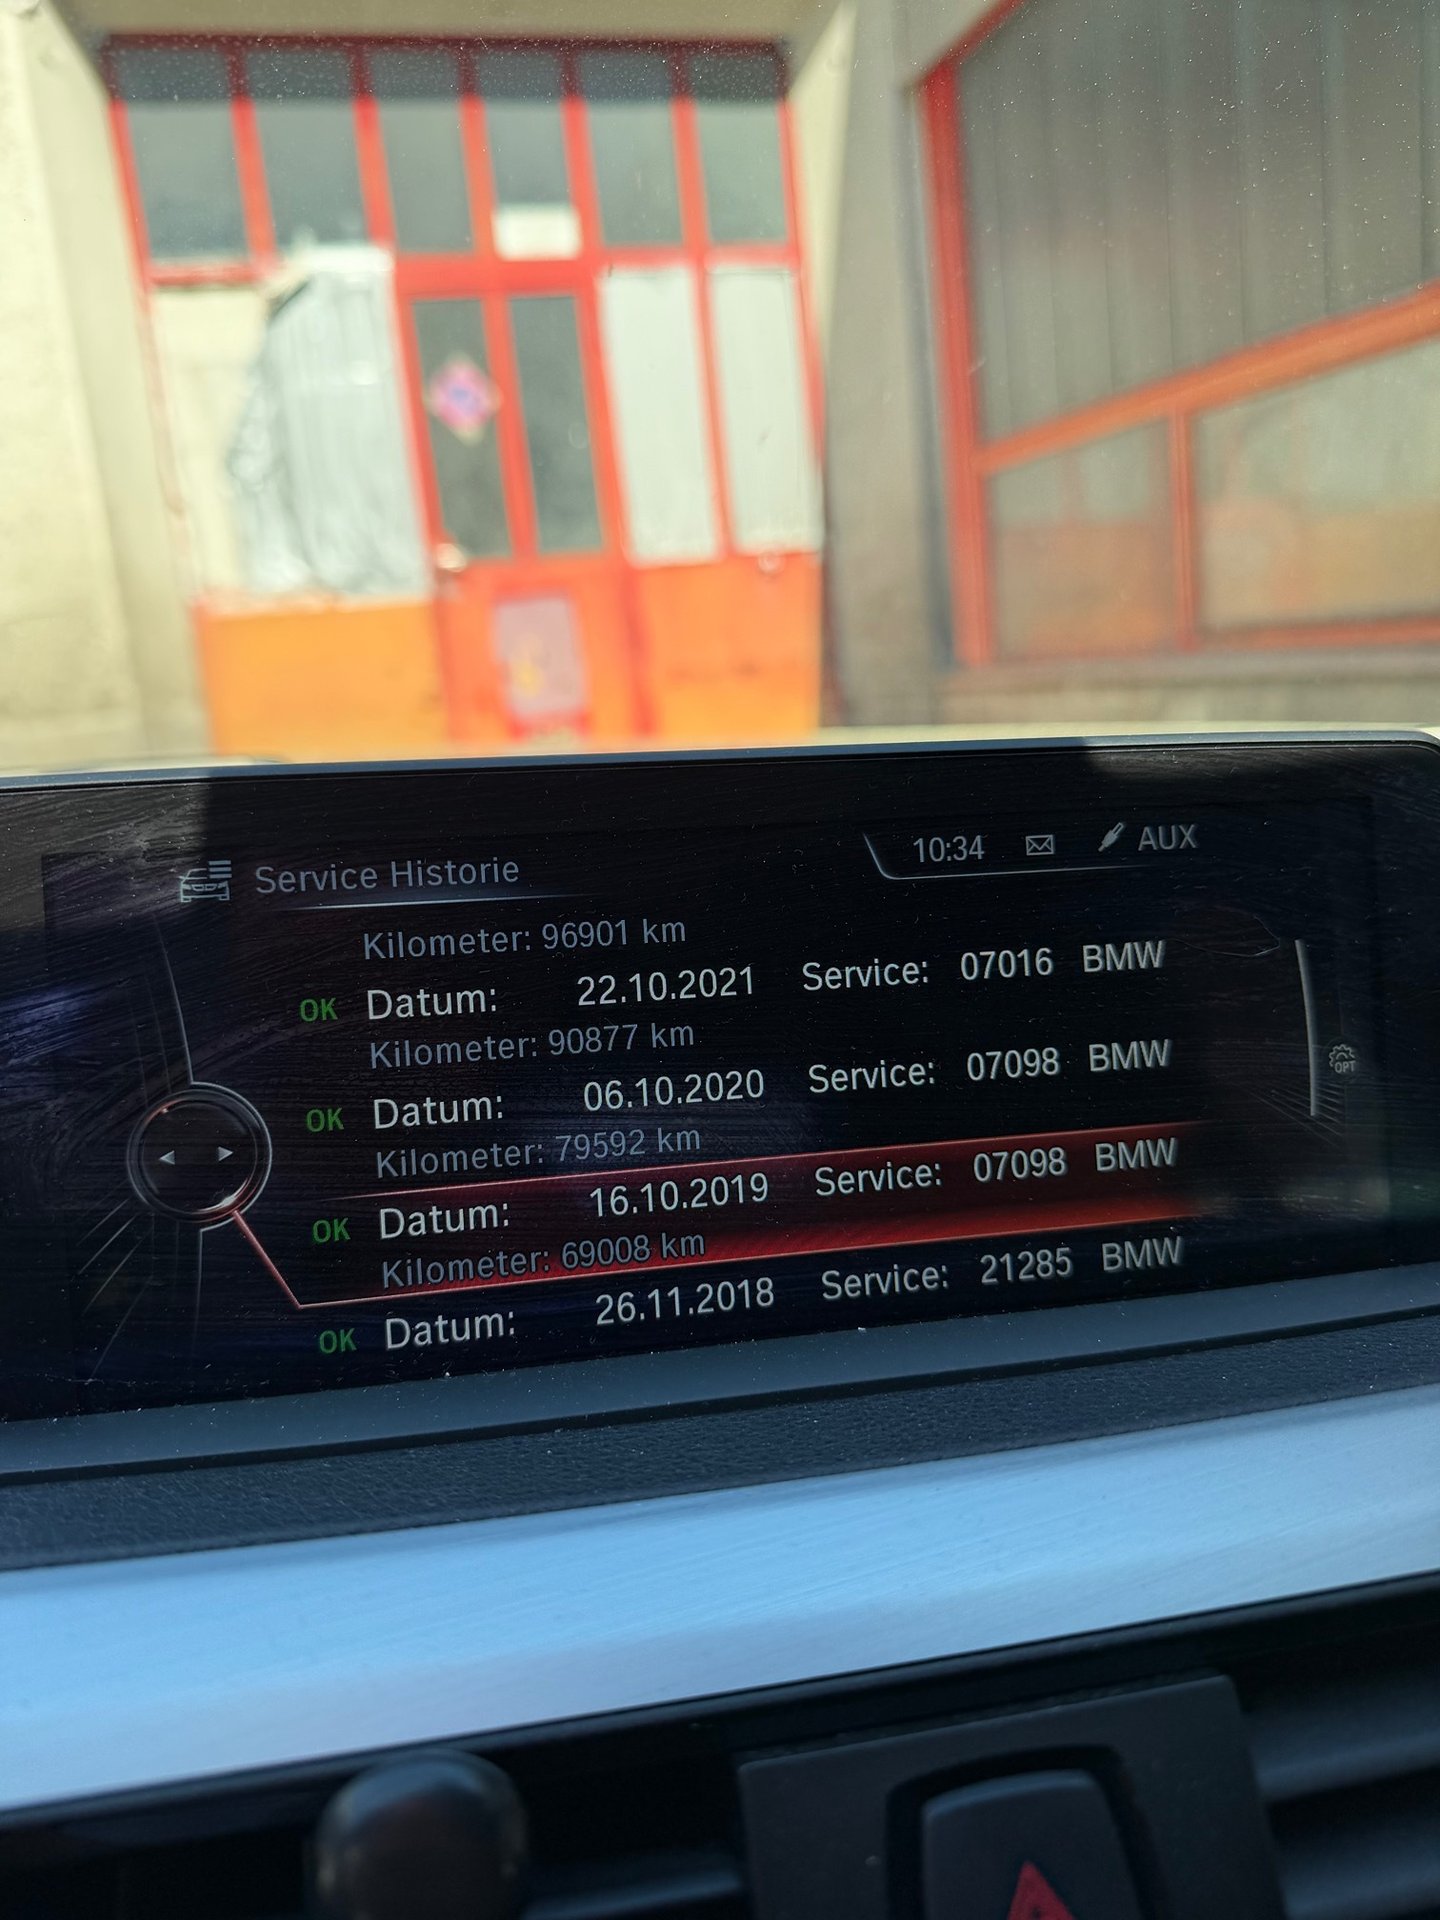 10:34 AUX
Service Historie
Kilometer: 96901 km
OK Datum: 22.10.2021 Service: 07016 BMW
Kilometer: 90877 km
OK Datum: 06.10.2020 Service: 07098 BMW
Kilometer: 79592 km
OK Datum: 16.10.2019 Service: 07098 BMW
Kilometer: 69008 km
OK Datum: 26.11.2018 Service: 21285 BMW
OPT